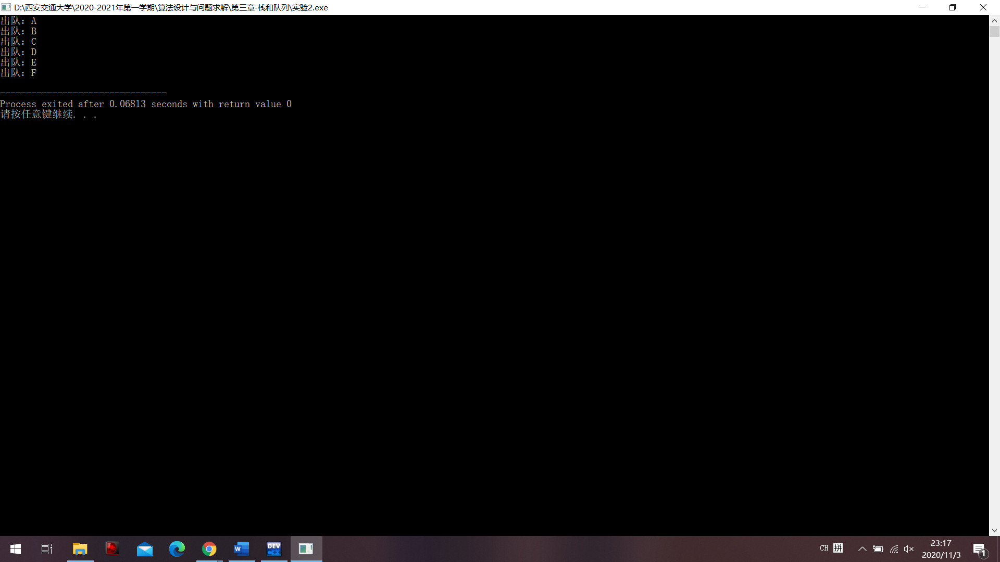 D:\西安交通大学\2020-2021年第一学期\算法设计与问题求解\第三章-栈和队列\实验2.exe
出队：A
出队：B
出队：C
出队：D
出队：E
出队：F
--------------------------------
Process exited after 0.06813 seconds with return value 0
请按任意键继续. . .
W
DEV
C++
CH 拼
23:17
2020/11/3
1